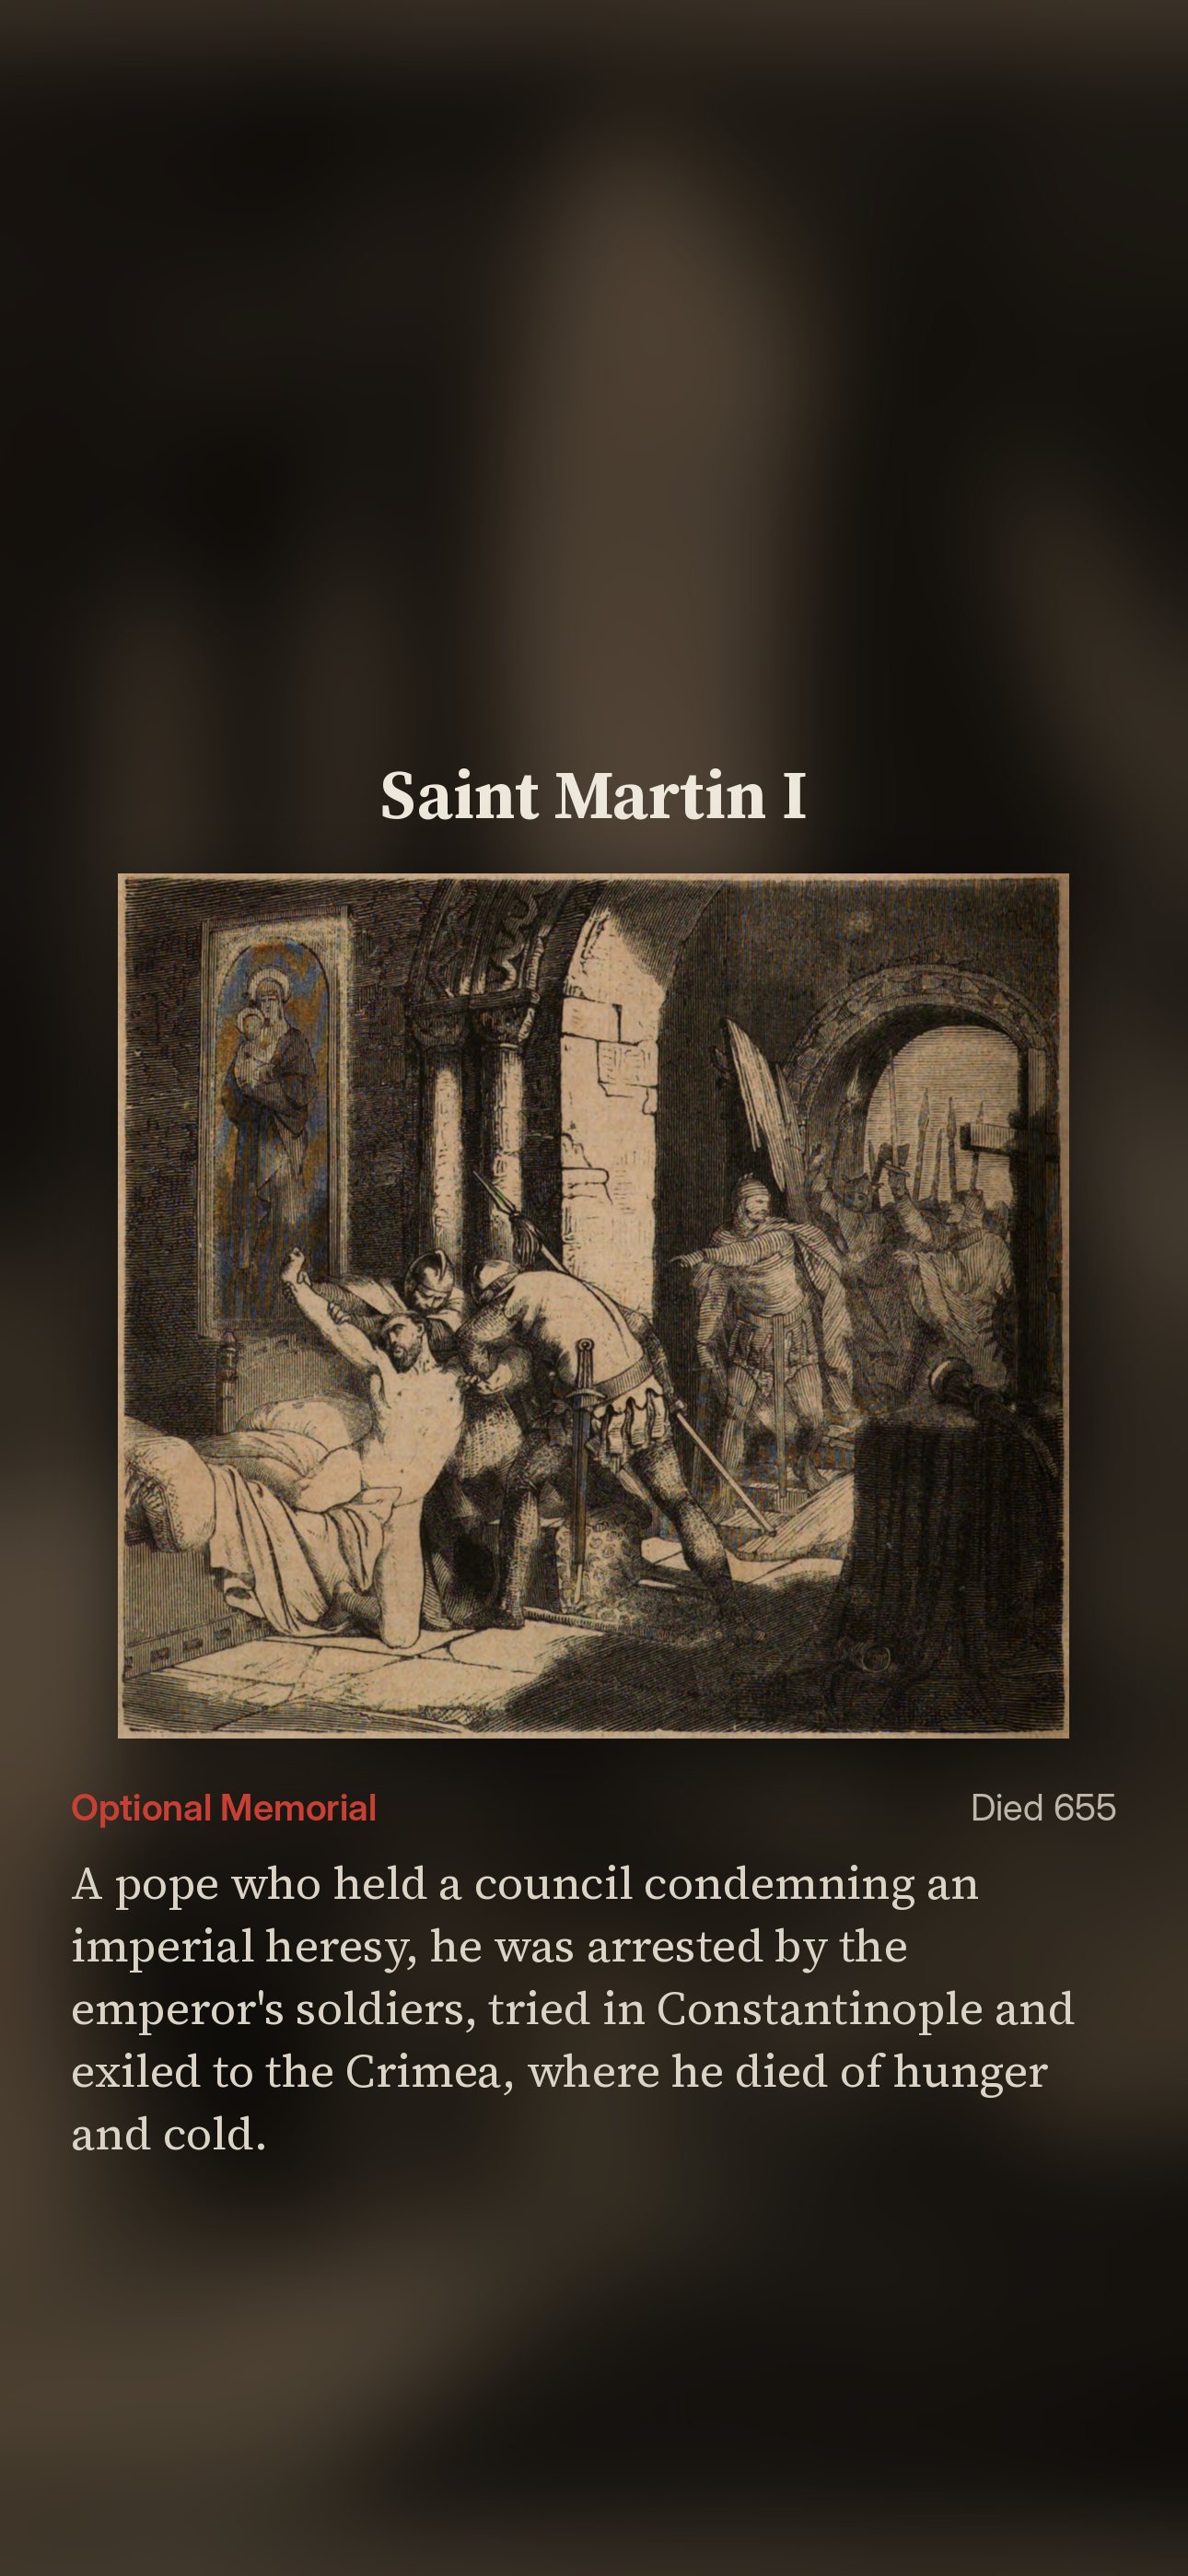 Saint Martin I
Optional Memorial
Died 655
A pope who held a council condemning an
imperial heresy, he was arrested by the
emperor's soldiers, tried in Constantinople and
exiled to the Crimea, where he died of hunger
and cold.